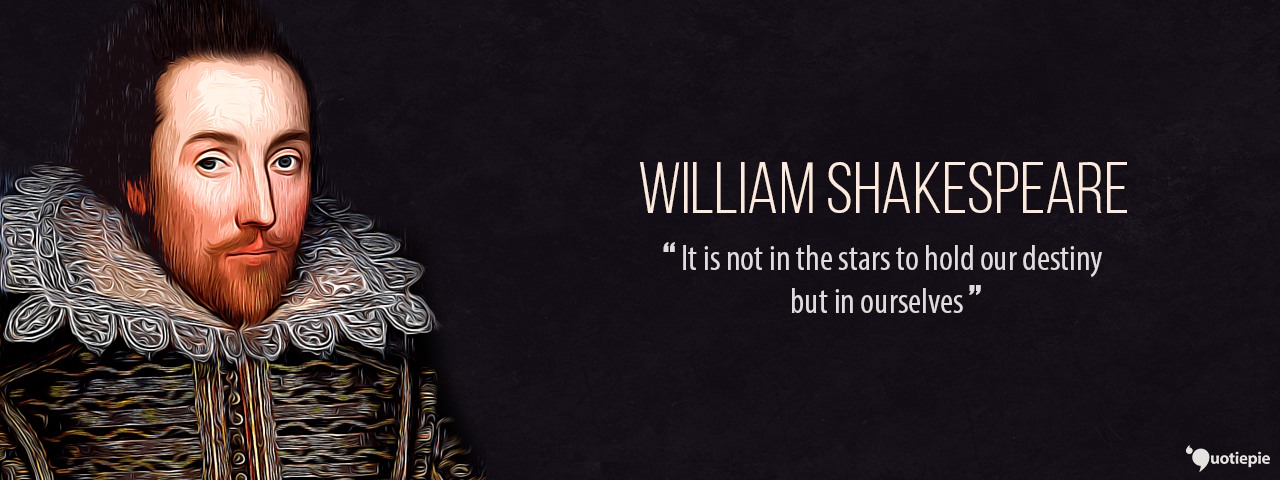 WILLIAM SHAKESPEARE
“ It is not in the stars to hold our destiny
but in ourselves ”
Quotiepie